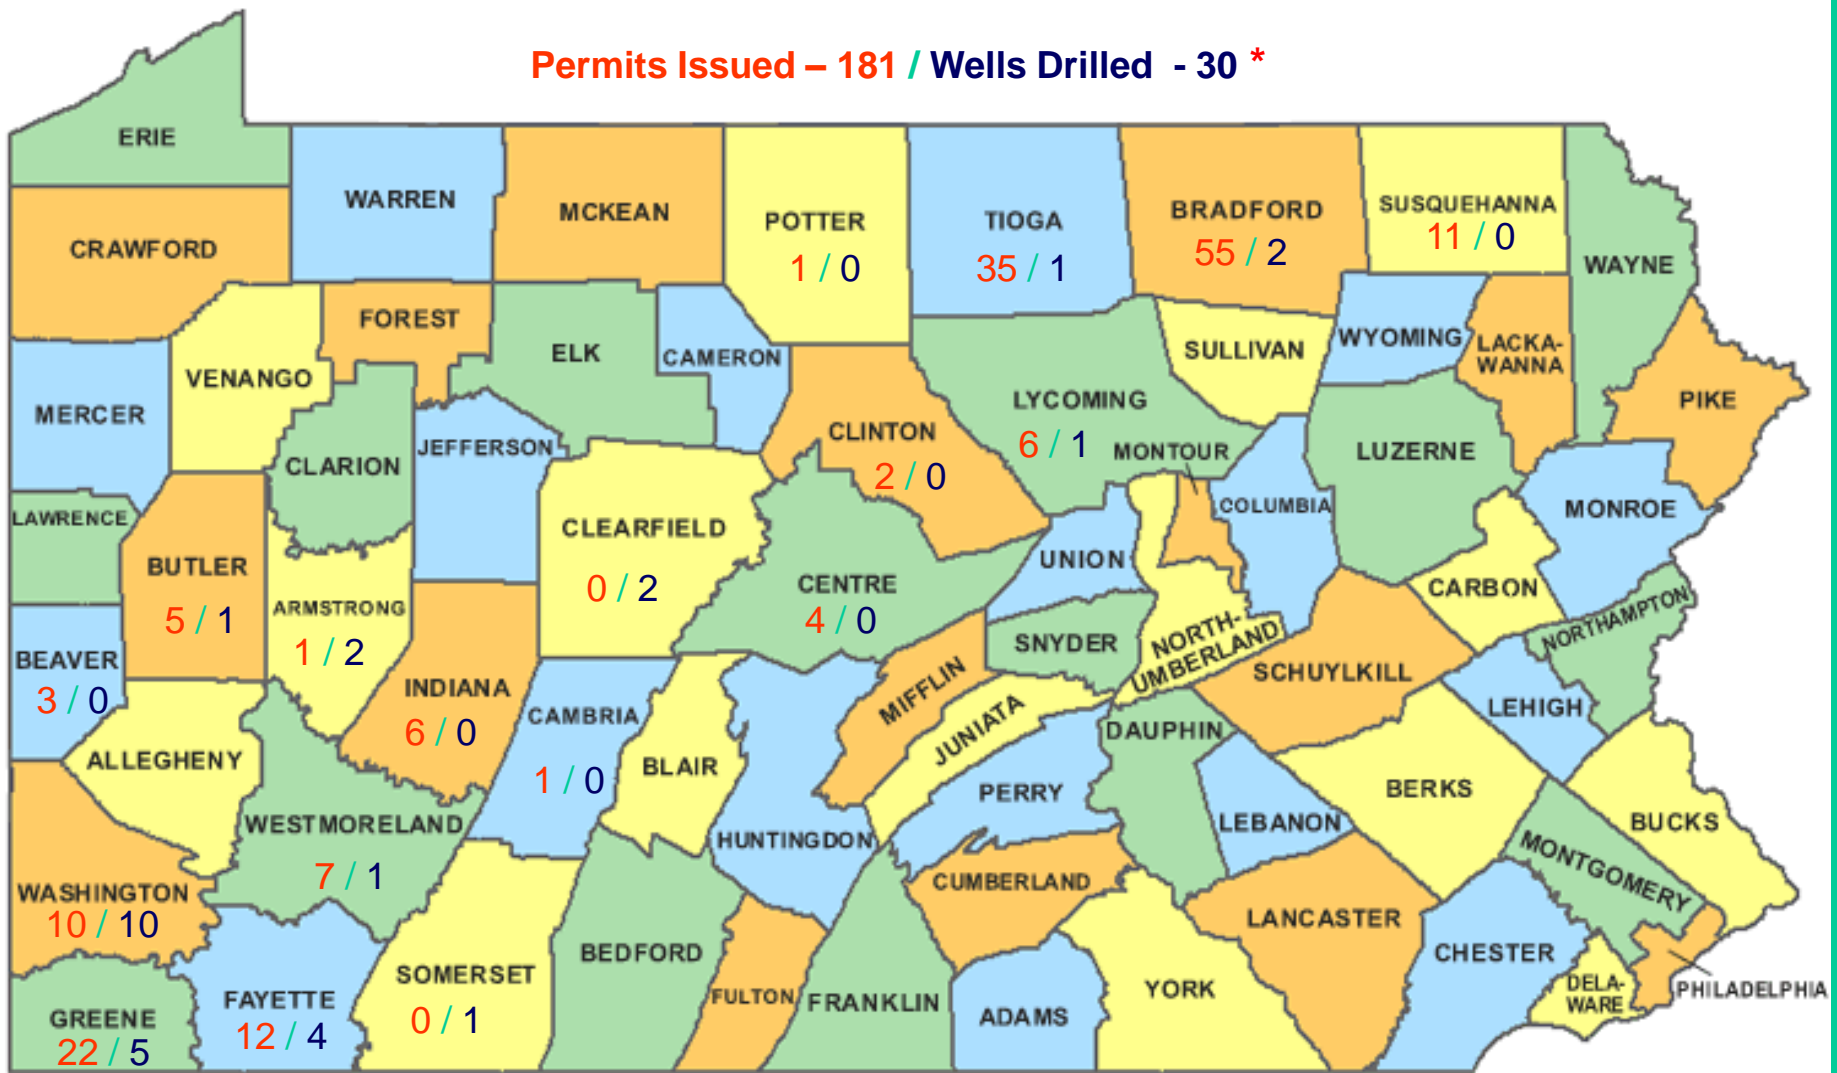 Permits Issued – 181 / Wells Drilled - 30 *
ERIE
WARREN
MCKEAN
POTTER
1 / 0
TIOGA
35 / 1
BRADFORD
55 / 2
SUSQUEHANNA
11 / 0
WAYNE
CRAWFORD
FOREST
ELK
CAMERON
SULLIVAN
WYOMING
LACKA-
WANNA
PIKE
MERCER
VENANGO
CLARION
JEFFERSON
CLINTON
2 / 0
LYCOMING
6 / 1
MONTOUR
COLUMBIA
LUZERNE
MONROE
LAWRENCE
BUTLER
5 / 1
ARMSTRONG
1 / 2
CLEARFIELD
0 / 2
CENTRE
4 / 0
UNION
SNYDER
NORTH-
UMBERLAND
CARBON
NORTHAMPTON
BEAVER
3 / 0
INDIANA
6 / 0
CAMBRIA
1 / 0
BLAIR
MIFFLIN
JUNIATA
SCHUYLKILL
LEHIGH
ALLEGHENY
WESTMORELAND
7 / 1
HUNTINGDON
PERRY
DAUPHIN
LEBANON
BERKS
BUCKS
MONTGOMERY
WASHINGTON
10 / 10
CUMBERLAND
LANCASTER
CHESTER
DELA-
WARE
PHILADELPHIA
GREENE
22 / 5
FAYETTE
12 / 4
SOMERSET
0 / 1
BEDFORD
FULTON
FRANKLIN
ADAMS
YORK